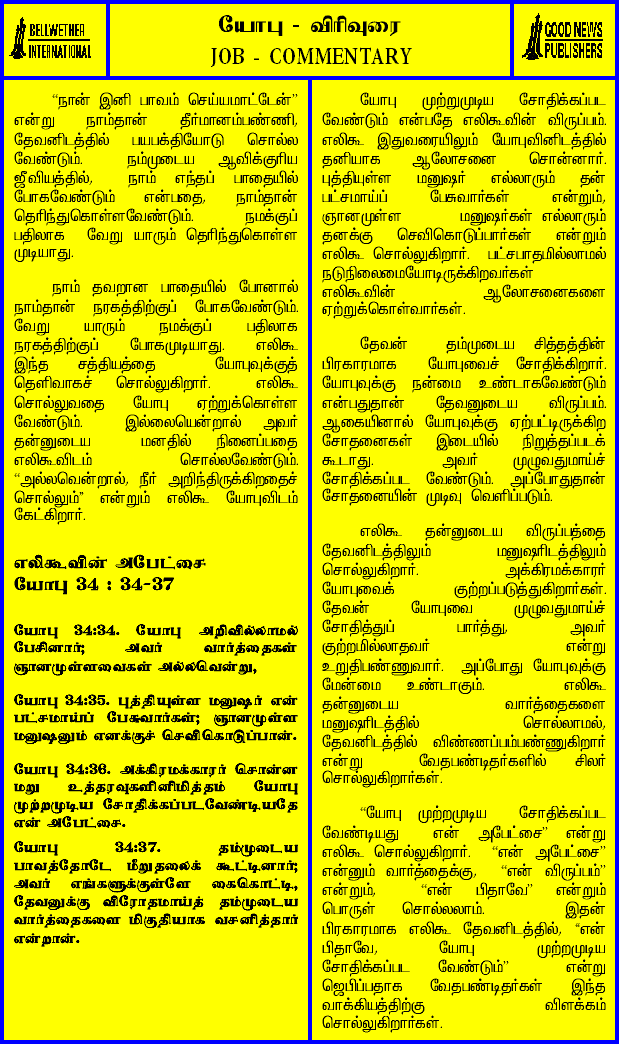 BELLWETHER
INTERNATIONAL
யோபு - விரிவுரை
JOB - COMMENTARY
GOOD NEWS
PUBLISHERS
“நான் இனி பாவம் செய்யமாட்டேன்”
என்று நாம்தான் தீர்மானம்பண்ணி,
தேவனிடத்தில் பயபக்தியோடு சொல்ல
வேண்டும். நம்முடைய ஆவிக்குரிய
ஜீவியத்தில், நாம் எந்தப் பாதையில்
போகவேண்டும் என்பதை, நாம்தான்
தெரிந்துகொள்ளவேண்டும். நமக்குப்
பதிலாக வேறு யாரும் தெரிந்துகொள்ள
முடியாது.
நாம் தவறான பாதையில் போனால்
நாம்தான் நரகத்திற்குப் போகவேண்டும்.
வேறு யாரும் நமக்குப் பதிலாக
நரகத்திற்குப் போகமுடியாது. எலிகூ
இந்த சத்தியத்தை யோபுவுக்குத்
தெளிவாகச் சொல்லுகிறார். எலிகூ
சொல்லுவதை யோபு ஏற்றுக்கொள்ள
வேண்டும். இல்லையென்றால் அவர்
தன்னுடைய மனதில் நினைப்பதை
எலிகூவிடம் சொல்லவேண்டும்.
“அல்லவென்றால், நீர் அறிந்திருக்கிறதைச்
சொல்லும்” என்றும் எலிகூ யோபுவிடம்
கேட்கிறார்.
எலிகூவின் அபேட்சை
யோபு 34 : 34-37
யோபு 34:34. யோபு அறிவில்லாமல்
பேசினார்; அவர் வார்த்தைகள்
ஞானமுள்ளவைகள் அல்லவென்று,
யோபு 34:35. புத்தியுள்ள மனுஷர் என்
பட்சமாய்ப் பேசுவார்கள்; ஞானமுள்ள
மனுஷனும் எனக்குச் செவிகொடுப்பான்.
யோபு 34:36. அக்கிரமக்காரர் சொன்ன
மறு உத்தரவுகளினிமித்தம் யோபு
முற்றமுடிய சோதிக்கப்படவேண்டியதே
என் அபேட்சை.
யோபு 34:37. தம்முடைய
பாவத்தோடே மீறுதலைக் கூட்டினார்;
அவர் எங்களுக்குள்ளே கைகொட்டி,
தேவனுக்கு விரோதமாய்த் தம்முடைய
வார்த்தைகளை மிகுதியாக வசனித்தார்
என்றான்.
யோபு முற்றுமுடிய சோதிக்கப்பட
வேண்டும் என்பதே எலிகூவின் விருப்பம்.
எலிகூ இதுவரையிலும் யோபுவினிடத்தில்
தனியாக ஆலோசனை சொன்னார்.
புத்தியுள்ள மனுஷர் எல்லாரும் தன்
பட்சமாய்ப் பேசுவார்கள் என்றும்,
ஞானமுள்ள மனுஷர்கள் எல்லாரும்
தனக்கு செவிகொடுப்பார்கள் என்றும்
எலிகூ சொல்லுகிறார். பட்சபாதமில்லாமல்
நடுநிலைமையோடிருக்கிறவர்கள்
எலிகூவின் ஆலோசனைகளை
ஏற்றுக்கொள்வார்கள்.
தேவன் தம்முடைய சித்தத்தின்
பிரகாரமாக யோபுவைச் சோதிக்கிறார்.
யோபுவுக்கு நன்மை உண்டாகவேண்டும்
என்பதுதான் தேவனுடைய விருப்பம்.
ஆகையினால் யோபுவுக்கு ஏற்பட்டிருக்கிற
சோதனைகள் இடையில் நிறுத்தப்படக்
கூடாது. அவர் முழுவதுமாய்ச்
சோதிக்கப்பட வேண்டும். அப்போதுதான்
சோதனையின் முடிவு வெளிப்படும்.
எலிகூ தன்னுடைய விருப்பத்தை
தேவனிடத்திலும் மனுஷரிடத்திலும்
சொல்லுகிறார். அக்கிரமக்காரர்
யோபுவைக் குற்றப்படுத்துகிறார்கள்.
தேவன் யோபுவை முழுவதுமாய்ச்
சோதித்துப் பார்த்து, அவர்
குற்றமில்லாதவர் என்று
உறுதிபண்ணுவார். அப்போது யோபுவுக்கு
மேன்மை உண்டாகும். எலிகூ
தன்னுடைய வார்த்தைகளை
மனுஷரிடத்தில் சொல்லாமல்,
தேவனிடத்தில் விண்ணப்பம்பண்ணுகிறார்
என்று வேதபண்டிதர்களில் சிலர்
சொல்லுகிறார்கள்.
“யோபு முற்றமுடிய சோதிக்கப்பட
வேண்டியது என் அபேட்சை” என்று
எலிகூ சொல்லுகிறார். “என் அபேட்சை”
என்னும் வார்த்தைக்கு, “என் விருப்பம்”
என்றும், “என் பிதாவே” என்றும்
பொருள் சொல்லலாம். இதன்
பிரகாரமாக எலிகூ தேவனிடத்தில், “என்
பிதாவே, யோபு முற்றமுடிய
சோதிக்கப்பட வேண்டும்” என்று
ஜெபிப்பதாக வேதபண்டிதர்கள் இந்த
வாக்கியத்திற்கு விளக்கம்
சொல்லுகிறார்கள்.